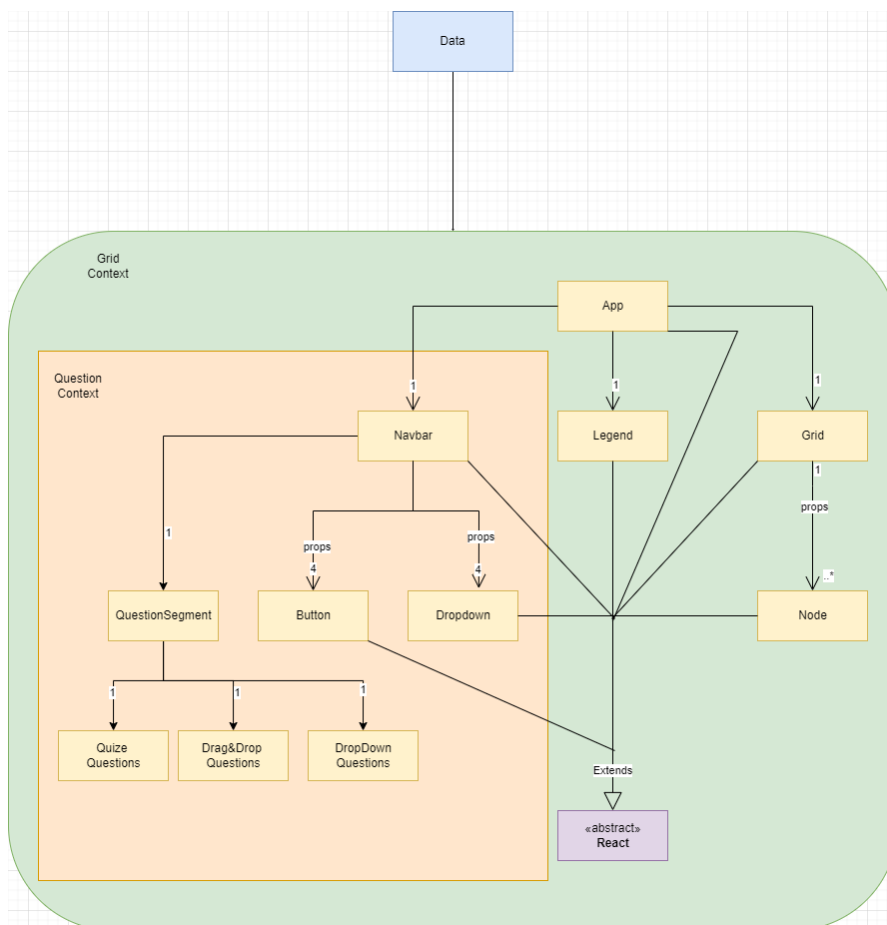 Data
Grid
Context
App
Question
Context
1
1
1
Navbar
Legend
Grid
1
props
1
props
4
props
4
..*
QuestionSegment
Button
Dropdown
Node
1
1
1
Quize
Questions
Drag&Drop
Questions
DropDown
Questions
Extends
«abstract»
React